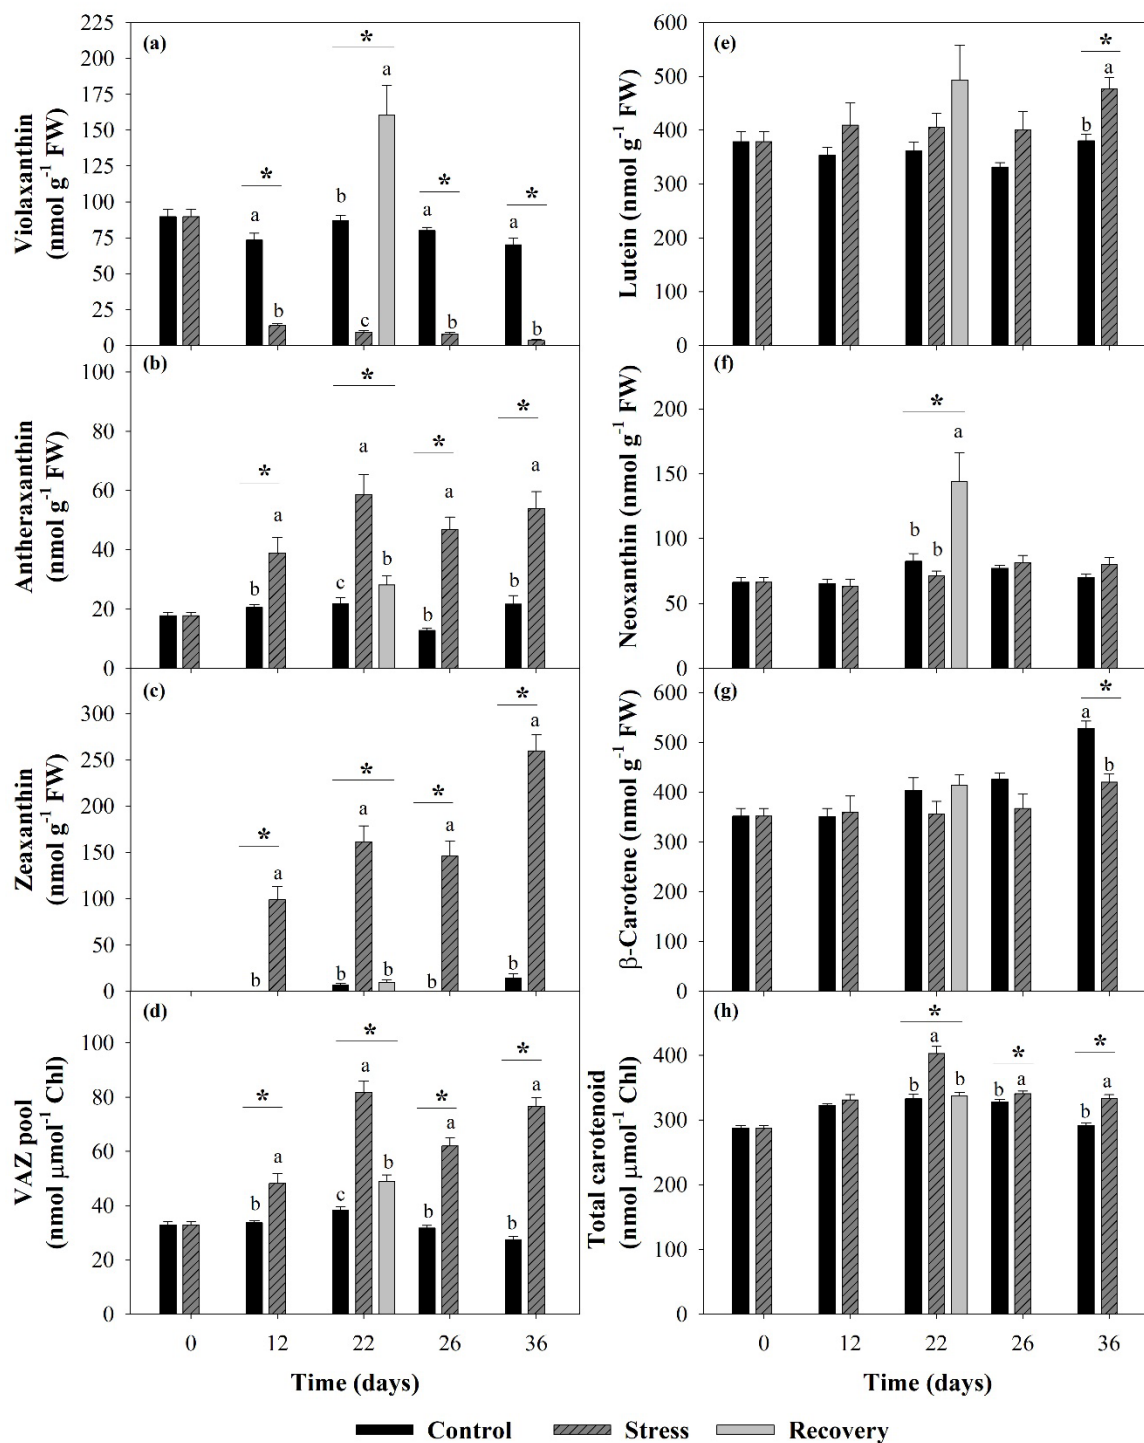 (a)
Violaxanthin
(nmol g-1 FW)
225
200
175
150
125
100
75
50
25
0
* * * *
a b b c a a b a b
(b)
Antheraxanthin
(nmol g-1 FW)
100
80
60
40
20
0
* * * *
b a c a b b a b a
(c)
Zeaxanthin
(nmol g-1 FW)
300
250
200
150
100
50
0
* * * *
b a b a b b a b a
(d)
VAZ pool
(nmol μmol-1 Chl)
100
80
60
40
20
0
* * * *
b a c a b b a b a
0 12 22 26 36
Time (days)
(e)
Lutein (nmol g-1 FW)
600
500
400
300
200
100
0
*
b a
(f)
Neoxanthin (nmol g-1 FW)
200
150
100
50
0
*
b b a
(g)
β-Carotene (nmol g-1 FW)
600
500
400
300
200
100
0
*
a b
(h)
Total carotenoid
(nmol μmol-1 Chl)
400
300
200
100
0
* * *
b a b b a b a
0 12 22 26 36
Time (days)
Control Stress Recovery